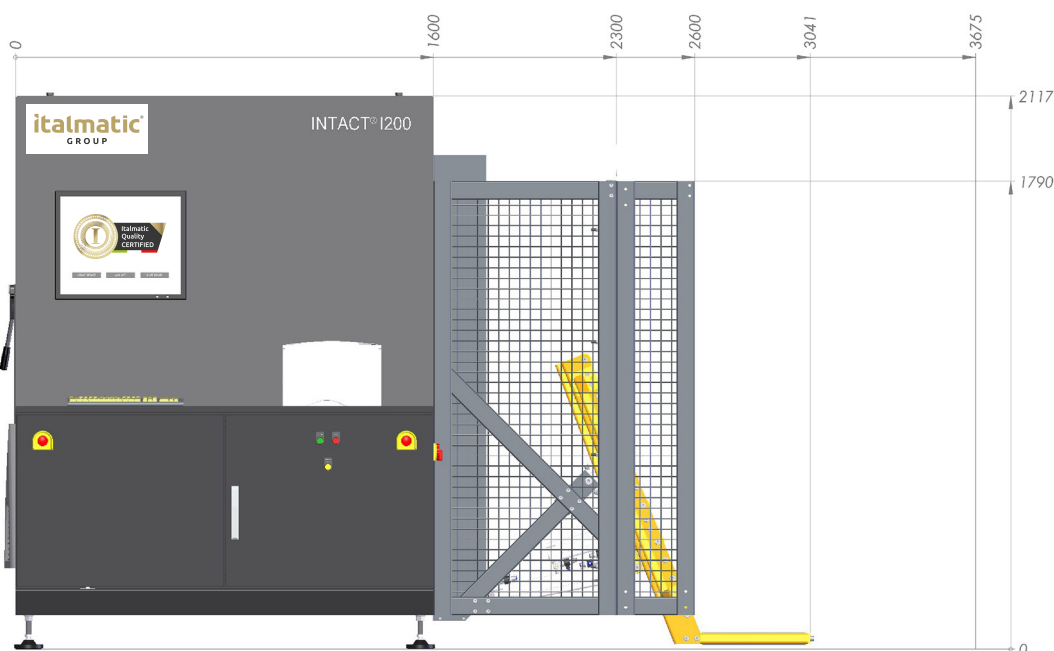 0
1600
2300
2600
3041
3675
2117
italmatic®
GROUP
INTACT® I200
1790
Italmatic
Quality
CERTIFIED
0